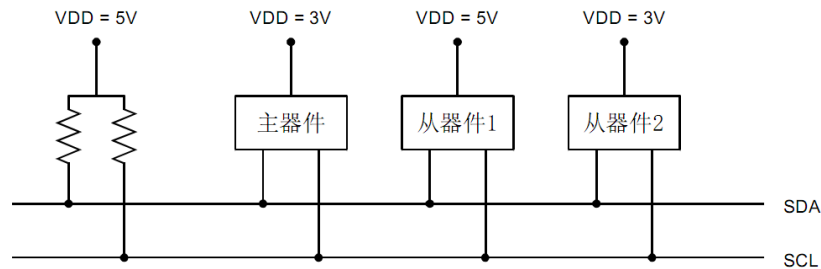 VDD = 5V
VDD = 3V
VDD = 5V
VDD = 3V
主器件
从器件1
从器件2
SDA
SCL